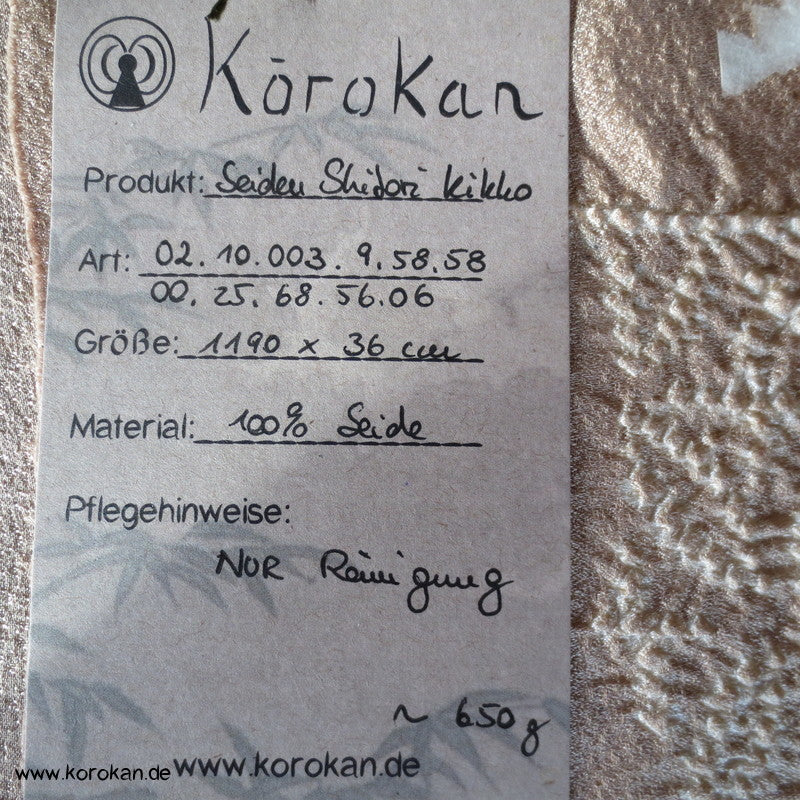 Kōrokan
Produkt: Seiden Shibori Kikko
Art: 02.10.003.9.58.58
00.25.68.56.06
Größe: 1190 x 36 cm
Material: 100% Seide
Pflegehinweise:
NUR Reinigung
~ 650 g
www.korokan.de
www.korokan.de